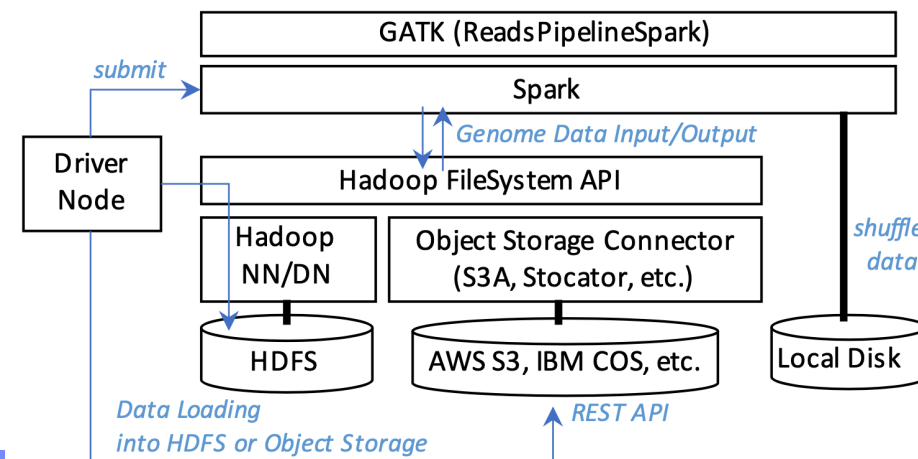 GATK (ReadsPipelineSpark)
submit
Spark
Genome Data Input/Output
Driver
Node
Hadoop FileSystem API
Hadoop
NN/DN
Object Storage Connector
(S3A, Stocator, etc.)
shuffle
data
HDFS
AWS S3, IBM COS, etc.
Local Disk
Data Loading
into HDFS or Object Storage
REST API